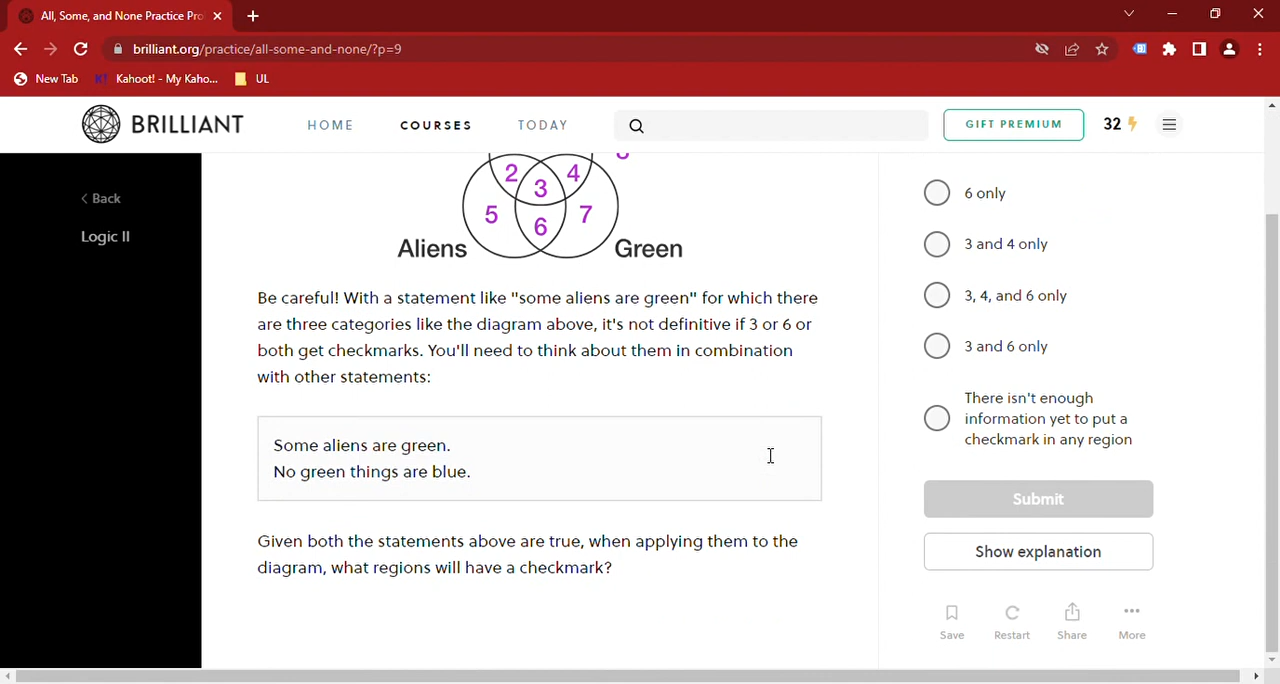 All, Some, and None Practice Pro
brilliant.org/practice/all-some-and-none/?p=9
New Tab
Kahoot! - My Kaho...
UL
BRILLIANT
HOME
COURSES
TODAY
GIFT PREMIUM
32
Back
Logic II
2
3
4
5
6
7
Aliens
Green
Be careful! With a statement like "some aliens are green" for which there
are three categories like the diagram above, it's not definitive if 3 or 6 or
both get checkmarks. You'll need to think about them in combination
with other statements:
Some aliens are green.
No green things are blue.
Given both the statements above are true, when applying them to the
diagram, what regions will have a checkmark?
6 only
3 and 4 only
3, 4, and 6 only
3 and 6 only
There isn't enough
information yet to put a
checkmark in any region
Submit
Show explanation
Save
Restart
Share
More